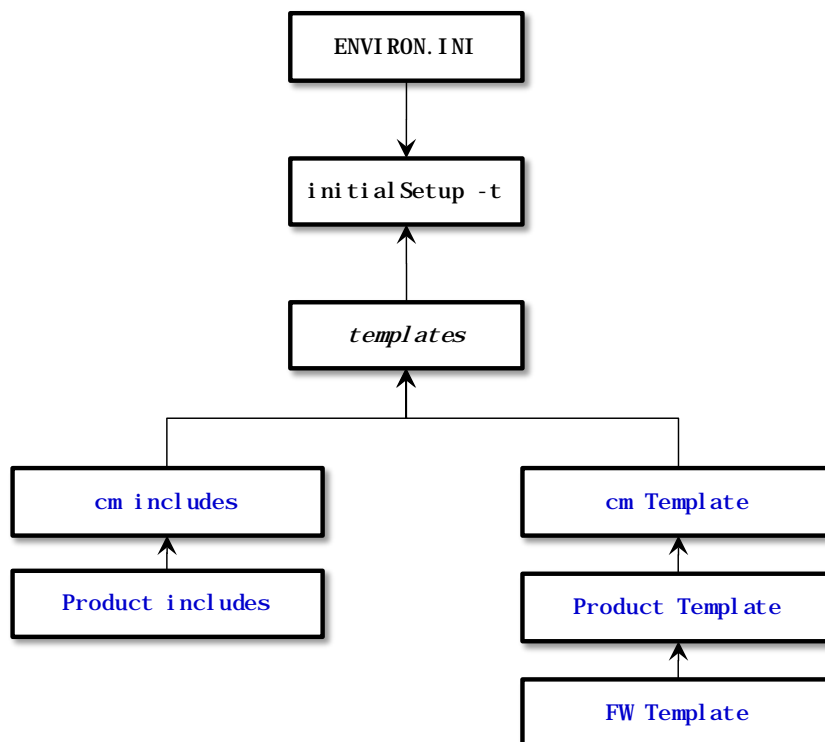 ENVIRON.INI
initialSetup -t
templates
cm includes
cm Template
Product includes
Product Template
FW Template